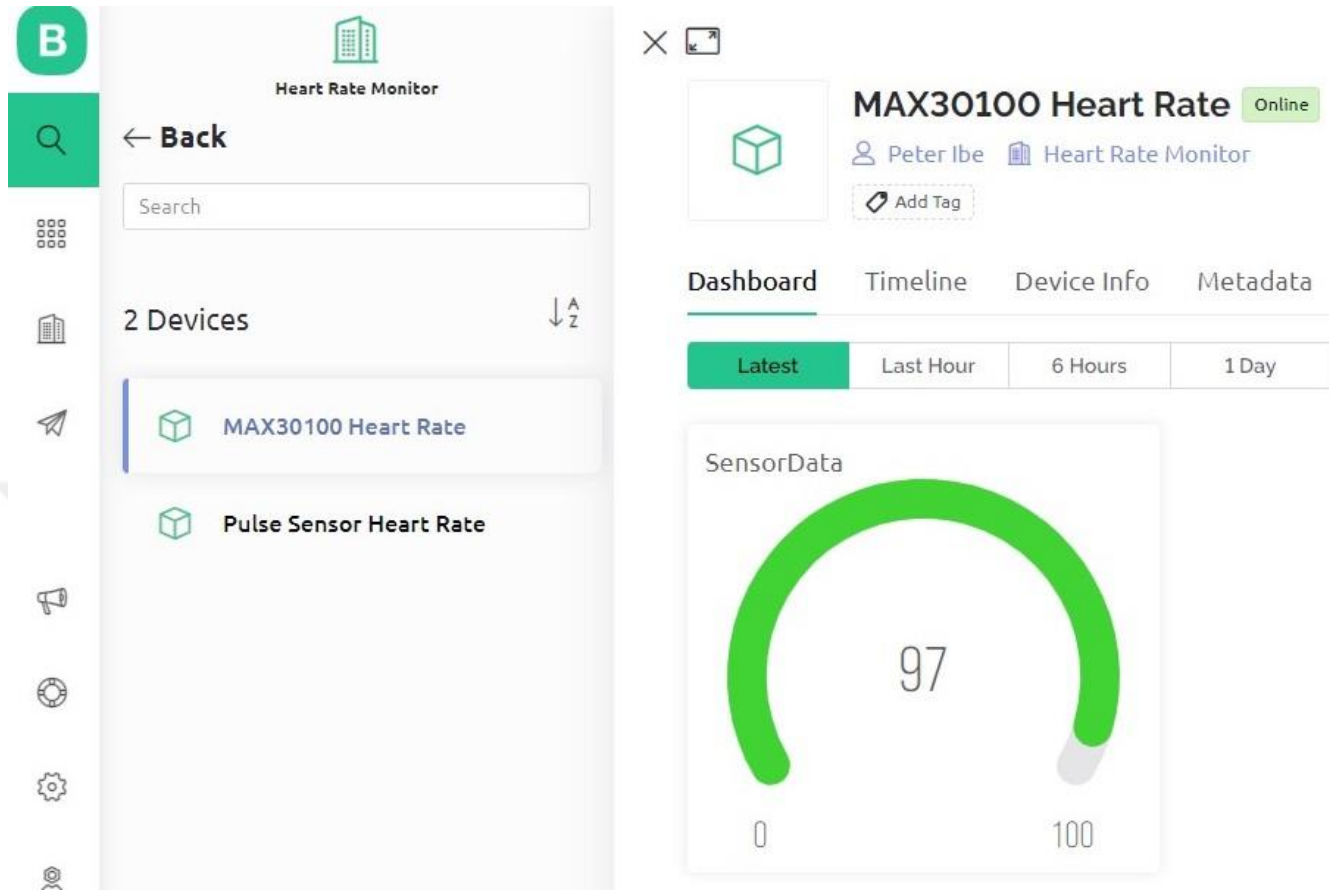 B
Heart Rate Monitor
← Back
Search
2 Devices
A
Z
MAX30100 Heart Rate
Pulse Sensor Heart Rate
MAX30100 Heart Rate Online
Peter Ibe Heart Rate Monitor
Add Tag
Dashboard Timeline Device Info Metadata
Latest Last Hour 6 Hours 1 Day
SensorData
97
0 100